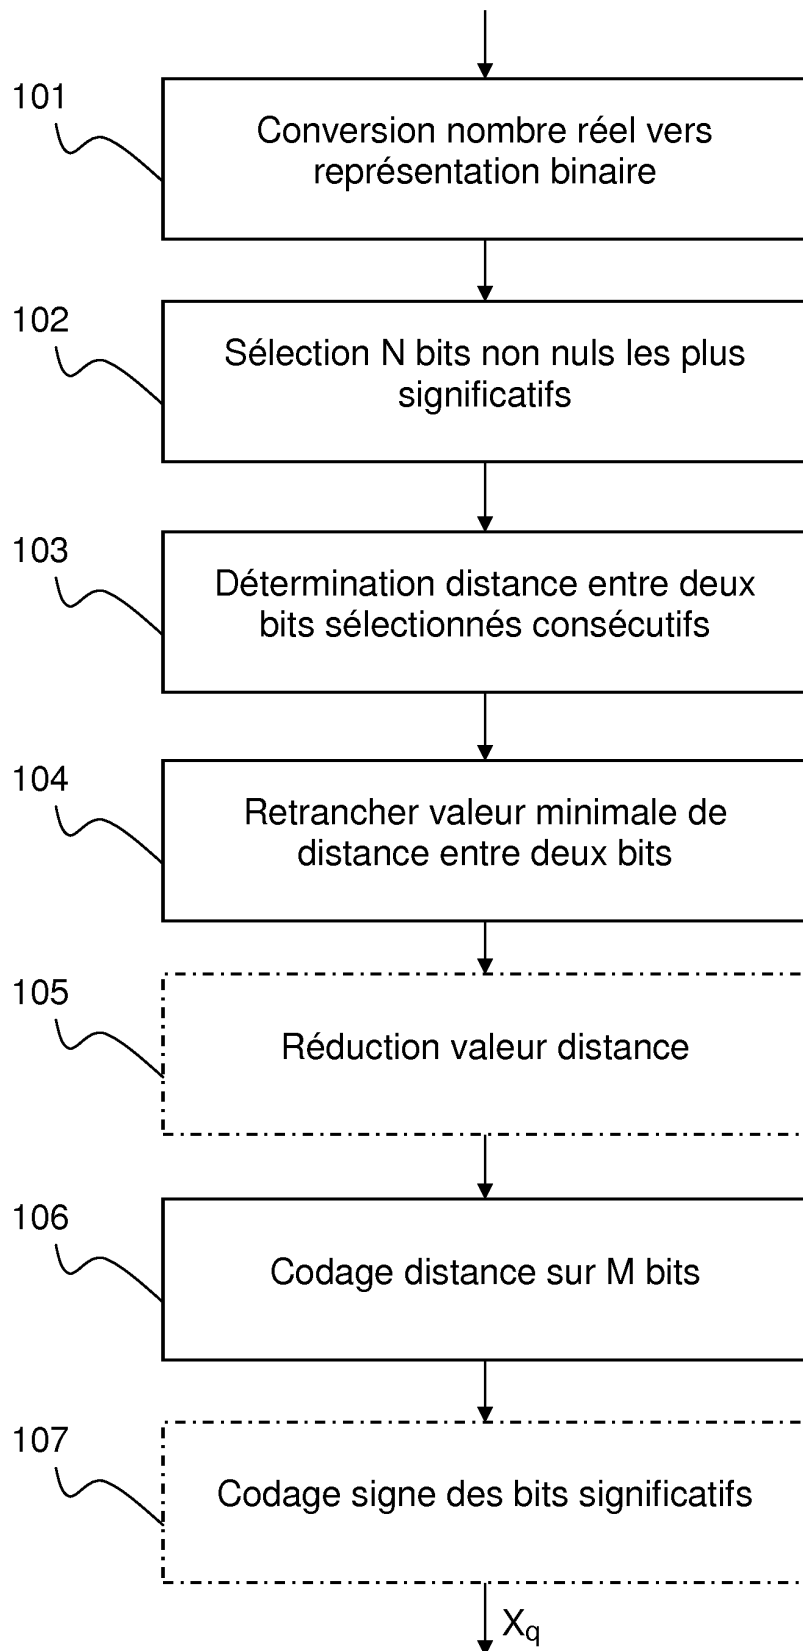 101
Conversion nombre réel vers
représentation binaire
102
Sélection N bits non nuls les plus
significatifs
103
Détermination distance entre deux
bits sélectionnés consécutifs
104
Retrancher valeur minimale de
distance entre deux bits
105
Réduction valeur distance
106
Codage distance sur M bits
107
Codage signe des bits significatifs
Xq